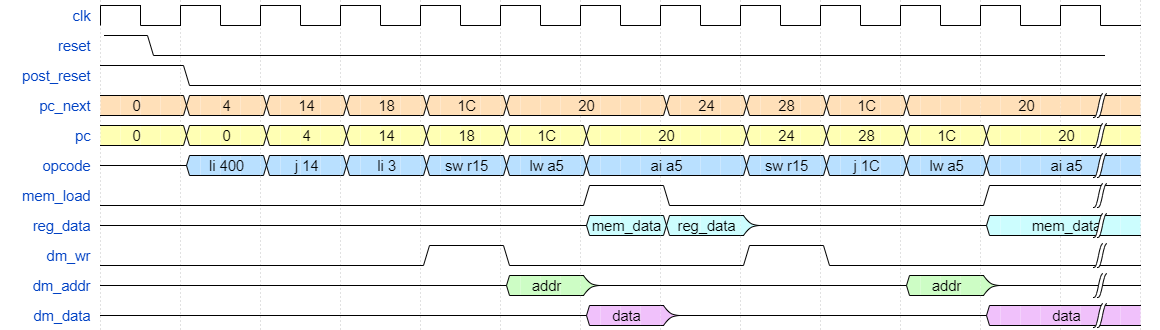 clk
reset
post_reset
pc_next 0 4 14 18 1C 20 24 28 1C 20
pc 0 0 4 14 18 1C 20 24 28 1C 20
opcode li 400 j 14 li 3 sw r15 lw a5 ai a5 sw r15 j 1C lw a5 ai a5
mem_load
reg_data mem_data reg_data mem_data
dm_wr
dm_addr addr addr
dm_data data data